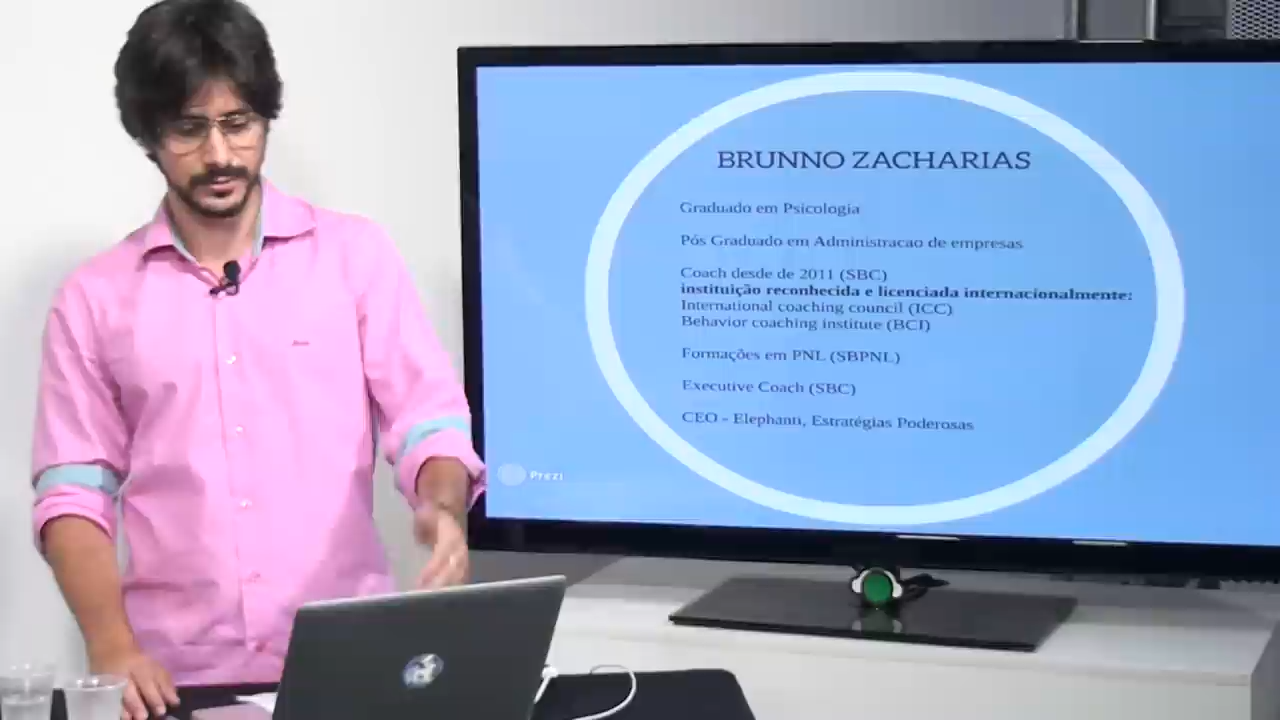 BRUNNO ZACHARIAS
Graduado em Psicologia
Pós Graduado em Administracao de empresas
Coach desde de 2011 (SBC)
instituição reconhecida e licenciada internacionalmente:
International coaching council (ICC)
Behavior coaching institute (BCI)
Formações em PNL (SBPNL)
Executive Coach (SBC)
CEO - Elephann, Estratégias Poderosas
Prezi